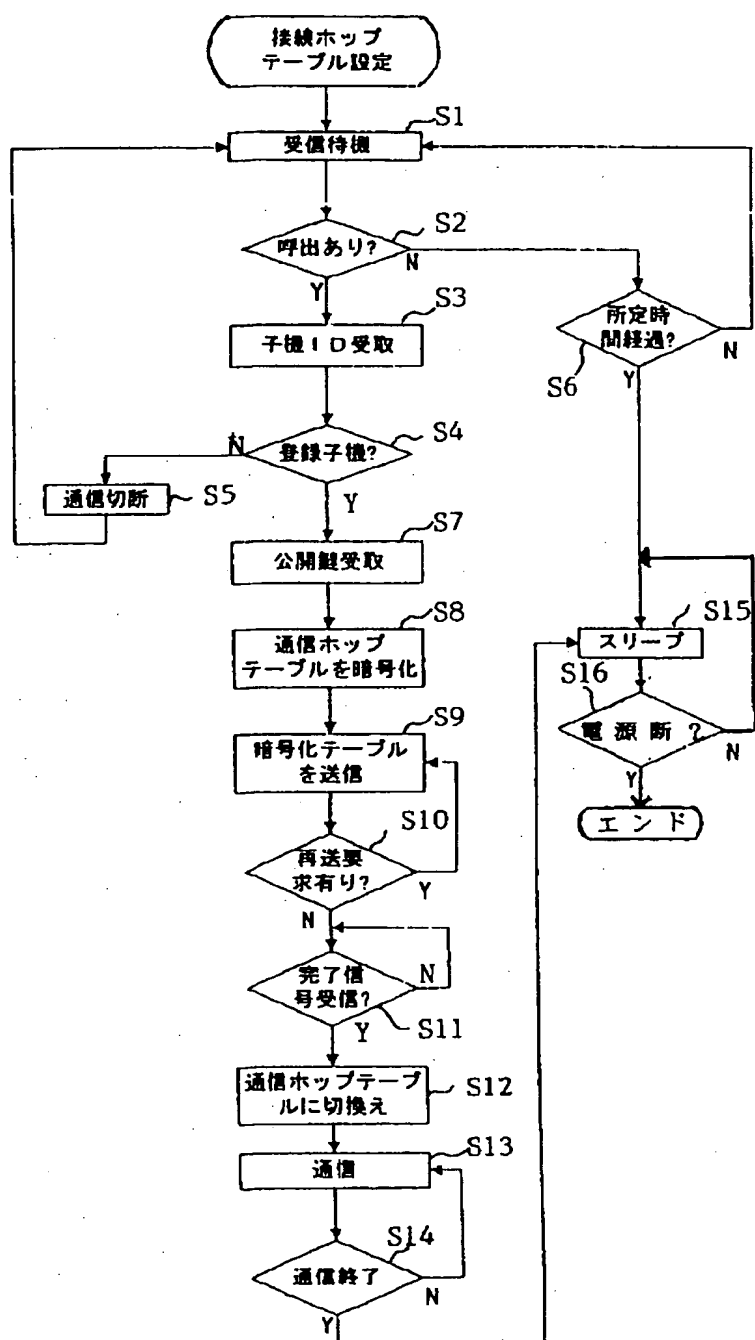 接線ホップ
テーブル設定
S1
受信待機
S2
呼出あり?
N
Y
S3
子機ID受取
所定時
間経過?
N
S6
Y
S4
N
登録子機?
Y
通信切断
S5
S7
公開鍵受取
S8
通信ホップ
テーブルを暗号化
S15
スリープ
S16
電源断?
N
Y
エンド
S9
暗号化テーブル
を送信
S10
再送要
求有り?
Y
N
完了信
号受信?
N
Y
S11
通信ホップテーブ
ルに切換え
S12
S13
通信
S14
通信終了
N
Y